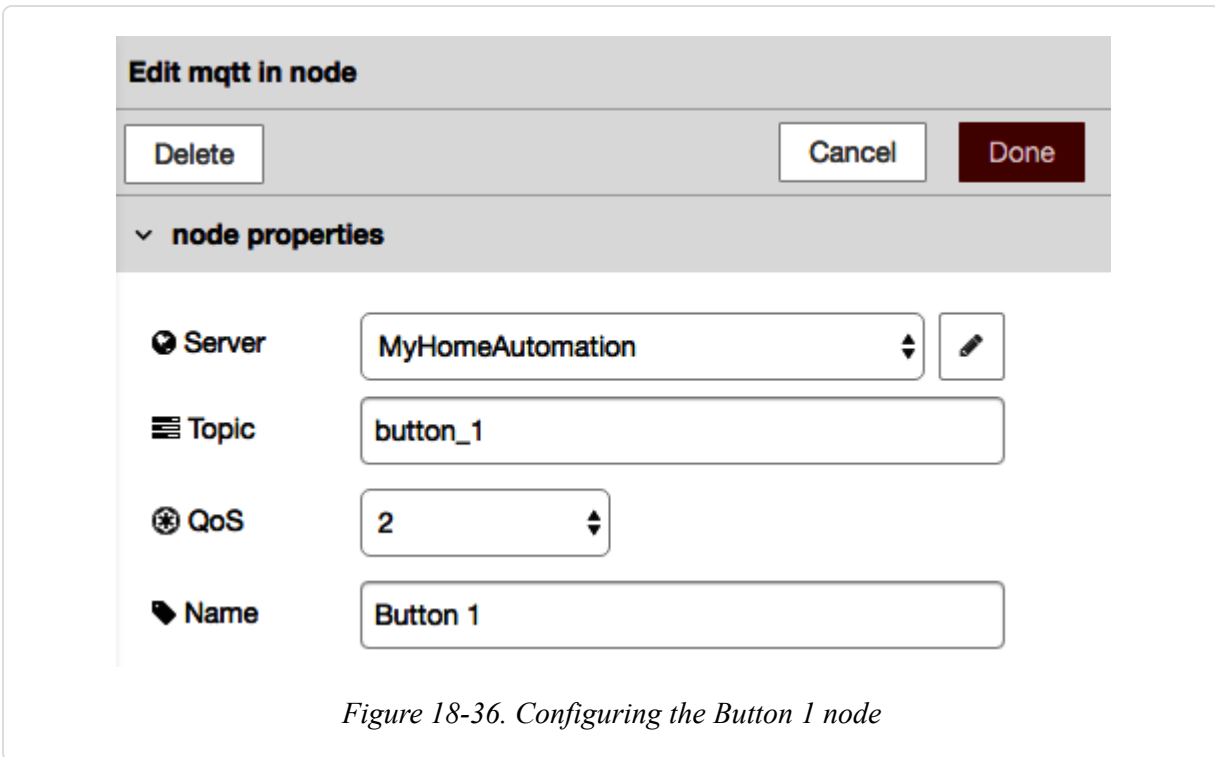 Edit mqtt in node
Delete Cancel Done
node properties
Server MyHomeAutomation
Topic button_1
QoS 2
Name Button 1
Figure 18-36. Configuring the Button 1 node